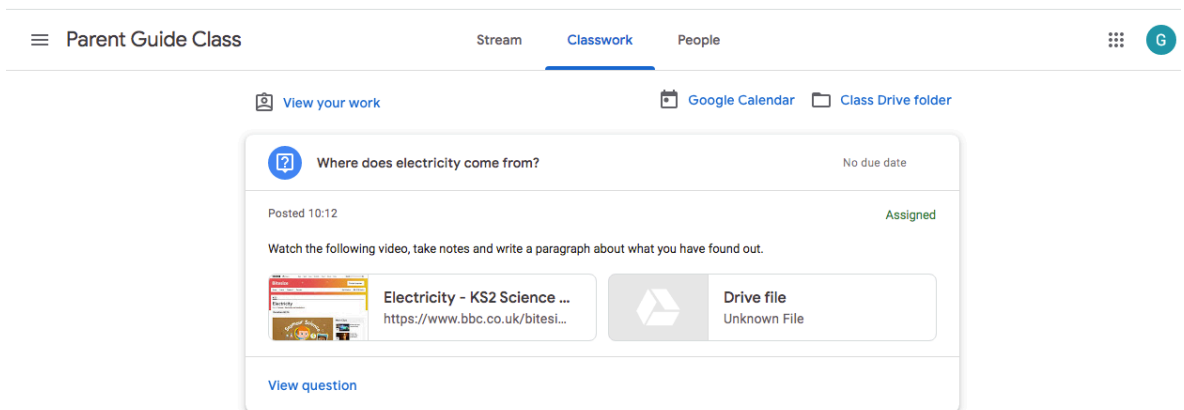 Parent Guide Class
Stream Classwork People
G
View your work
Google Calendar Class Drive folder
Where does electricity come from?
No due date
Posted 10:12
Assigned
Watch the following video, take notes and write a paragraph about what you have found out.
Bitesize
Electricity
Electricity - KS2 Science ...
https://www.bbc.co.uk/bitesi...
Drive file
Unknown File
View question